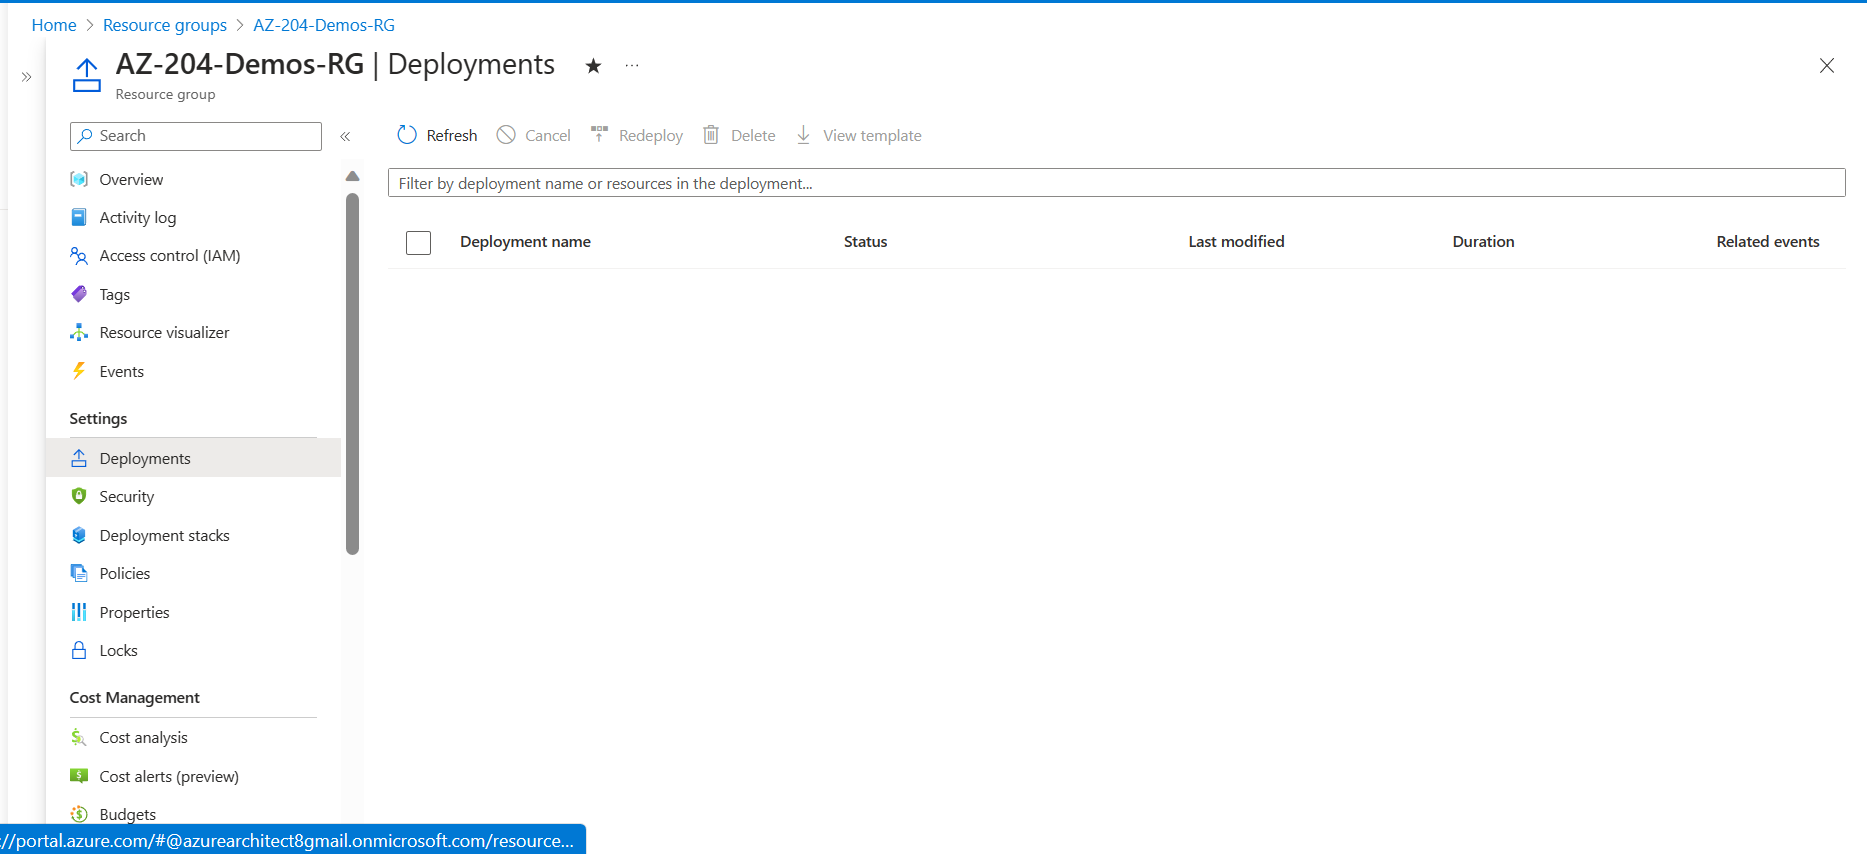 Home > Resource groups > AZ-204-Demos-RG
AZ-204-Demos-RG | Deployments ★ ...
Resource group
Search
Refresh Cancel Redeploy Delete View template
Overview
Activity log
Access control (IAM)
Tags
Resource visualizer
Events
Settings
Deployments
Security
Deployment stacks
Policies
Properties
Locks
Cost Management
Cost analysis
Cost alerts (preview)
Budgets
Filter by deployment name or resources in the deployment...
Deployment name Status Last modified Duration Related events
://portal.azure.com/#@azurearchitect8gmail.onmicrosoft.com/resource...